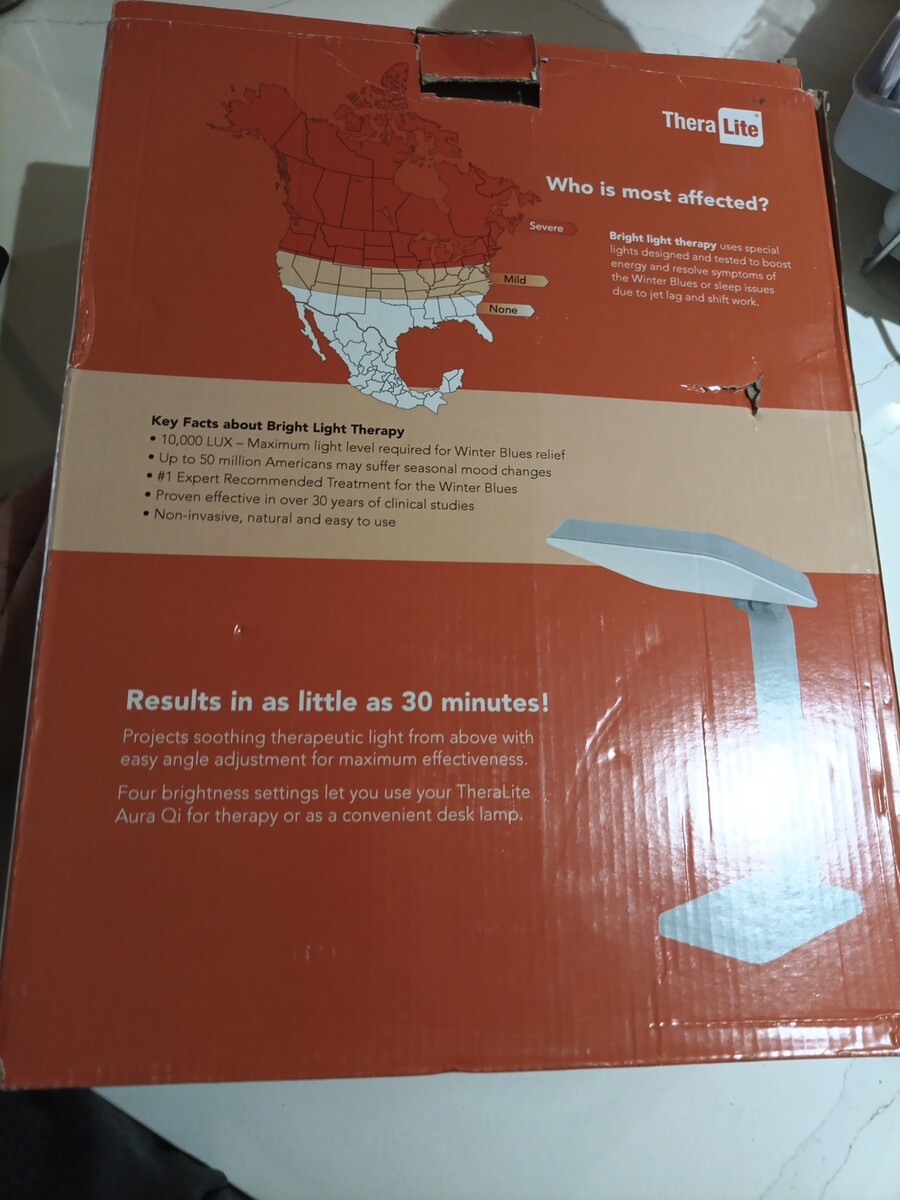 Thera Lite®
Who is most affected?
Severe
Mild
None
Bright light therapy uses special
lights designed and tested to boost
energy and resolve symptoms of
the Winter Blues or sleep issues
due to jet lag and shift work.
Key Facts about Bright Light Therapy
• 10,000 LUX – Maximum light level required for Winter Blues relief
• Up to 50 million Americans may suffer seasonal mood changes
• #1 Expert Recommended Treatment for the Winter Blues
• Proven effective in over 30 years of clinical studies
• Non-invasive, natural and easy to use
Results in as little as 30 minutes!
Projects soothing therapeutic light from above with
easy angle adjustment for maximum effectiveness.
Four brightness settings let you use your TheraLite
Aura Qi for therapy or as a convenient desk lamp.